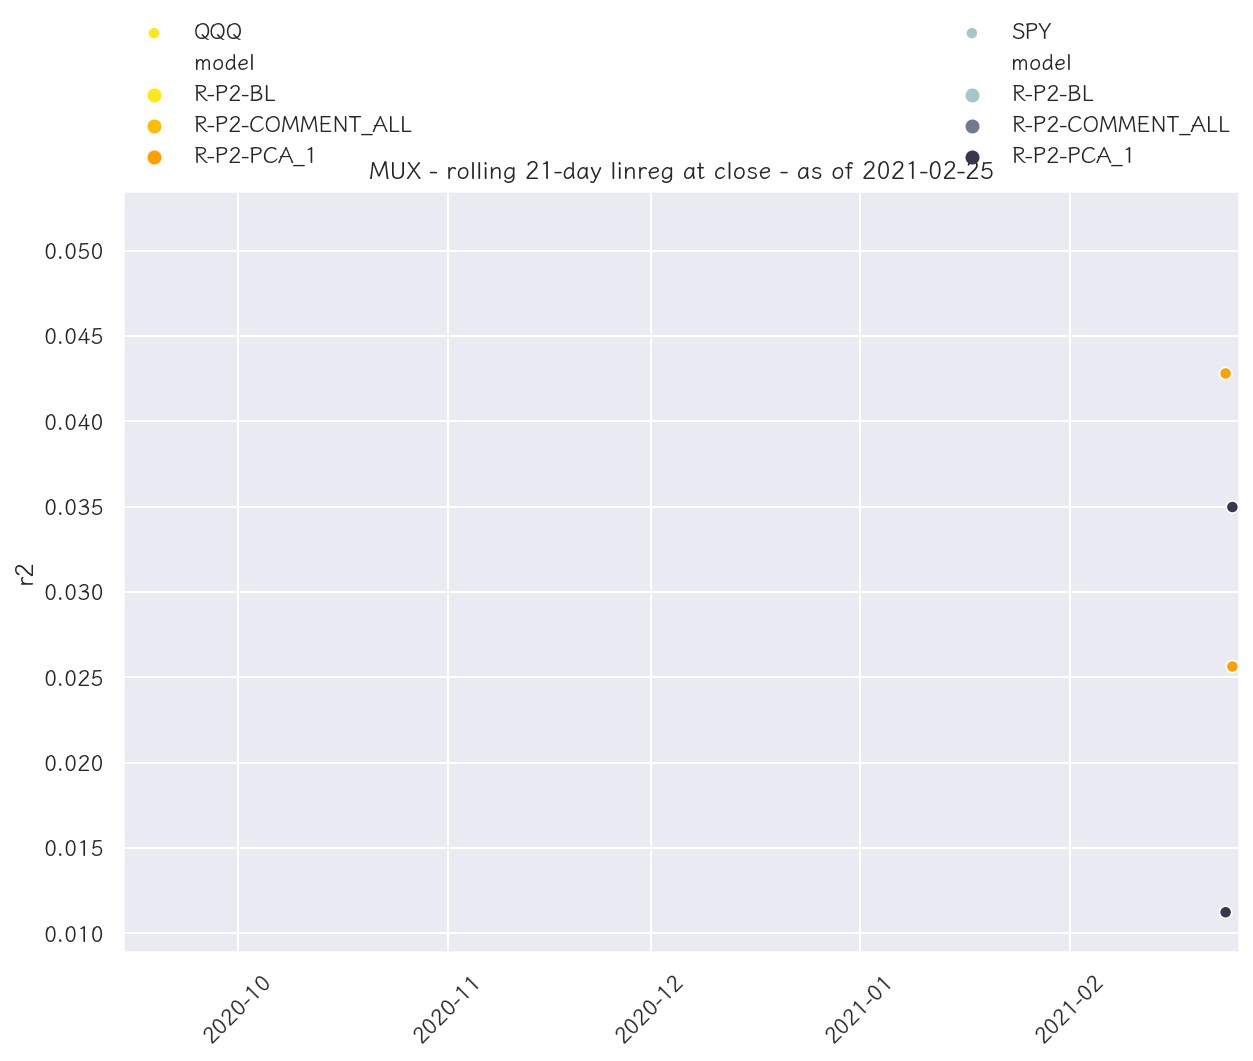 QQQ
model
R-P2-BL
R-P2-COMMENT_ALL
R-P2-PCA_1
SPY
model
R-P2-BL
R-P2-COMMENT_ALL
R-P2-PCA_1
MUX - rolling 21-day linreg at close - as of 2021-02-25
0.050
0.045
0.040
0.035
0.030
0.025
0.020
0.015
0.010
r2
2020-10
2020-11
2020-12
2021-01
2021-02